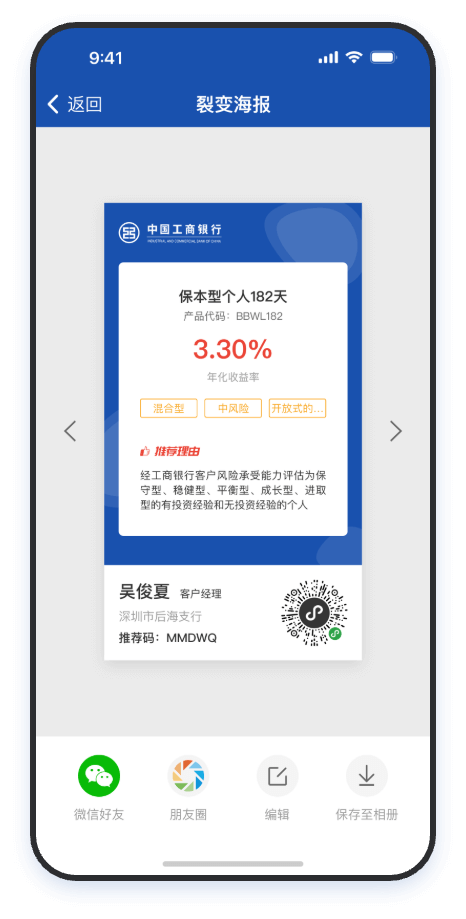 9:41
返回
裂变海报
中国工商银行
INDUSTRIAL AND COMMERCIAL BANK OF CHINA
保本型个人182天
产品代码：BBWL182
3.30%
年化收益率
混合型 中风险 开放式的...
推荐理由
经工商银行客户风险承受能力评估为保
守型、稳健型、平衡型、成长型、进取
型的有投资经验和无投资经验的个人
吴俊夏 客户经理
深圳市后海支行
推荐码：MMDWQ
微信好友 朋友圈 编辑 保存至相册